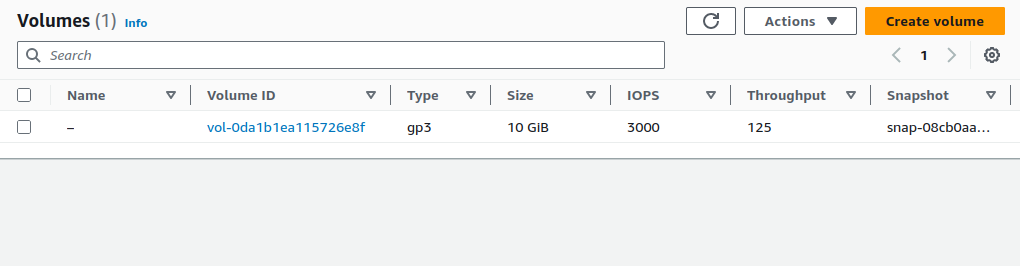 Volumes (1) Info Actions Create volume
Search 1
Name Volume ID Type Size IOPS Throughput Snapshot
– vol-0da1b1ea115726e8f gp3 10 GiB 3000 125 snap-08cb0aa…